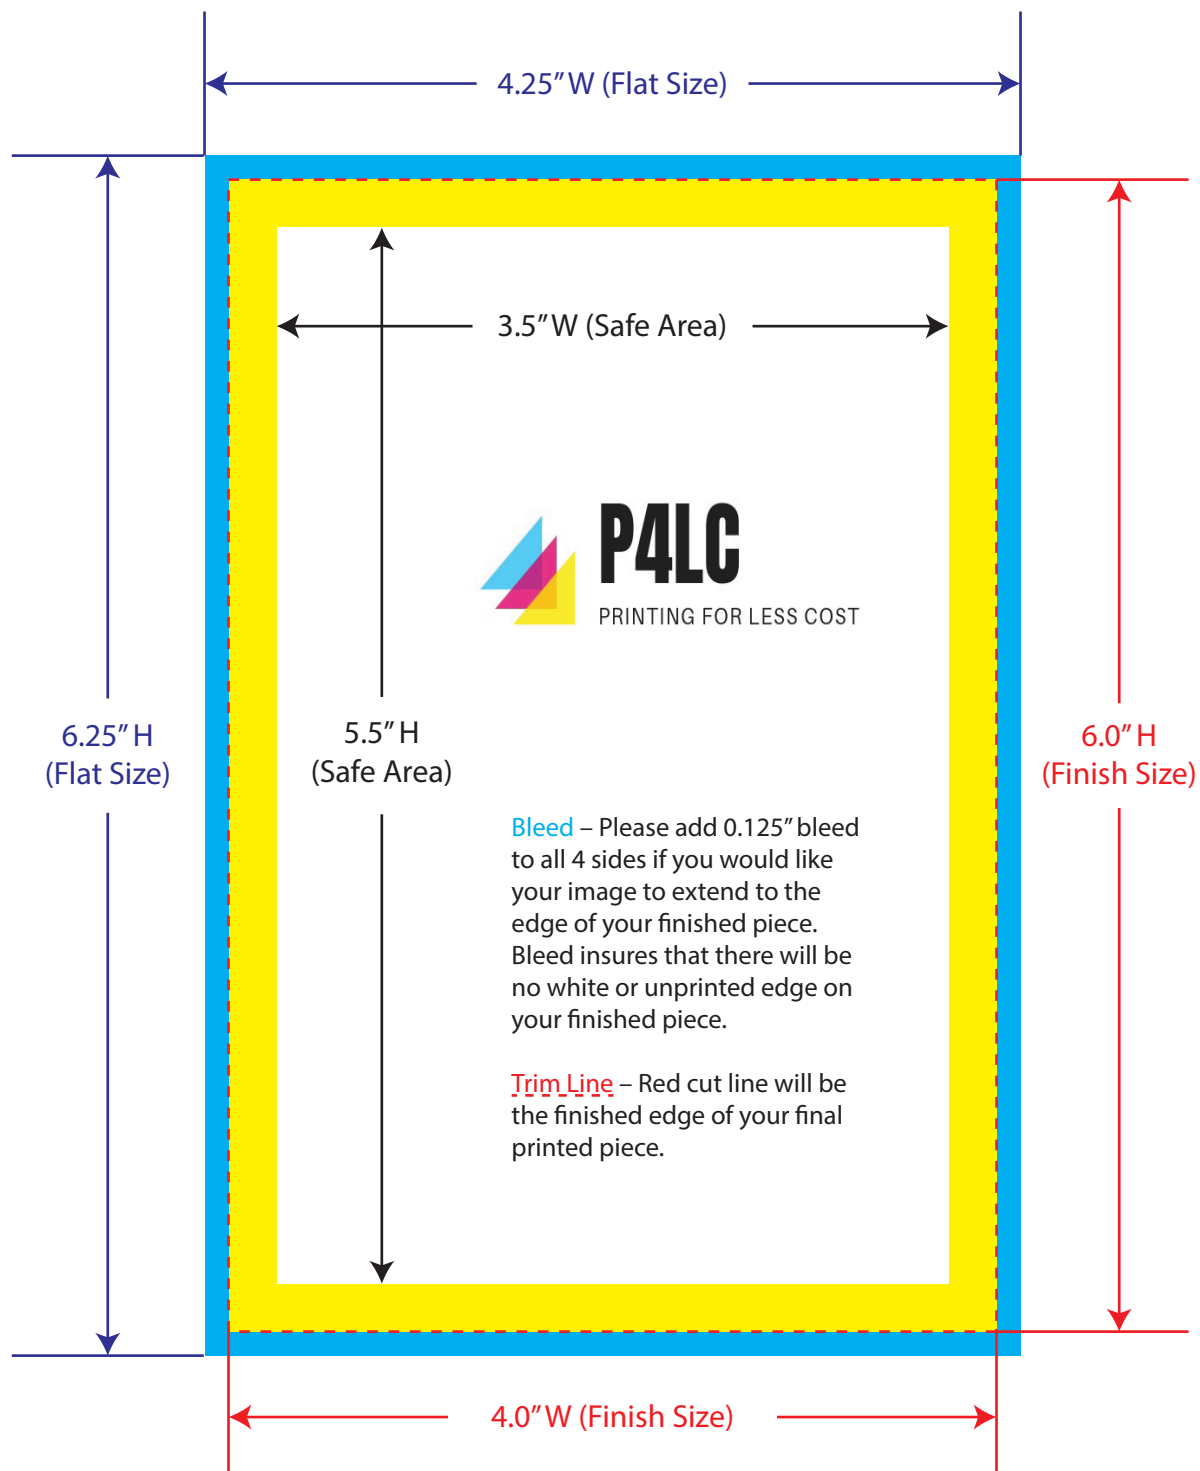 4.25" W (Flat Size)
3.5" W (Safe Area)
P4LC
PRINTING FOR LESS COST
6.25" H
(Flat Size)
5.5" H
(Safe Area)
6.0" H
(Finish Size)
Bleed – Please add 0.125" bleed
to all 4 sides if you would like
your image to extend to the
edge of your finished piece.
Bleed insures that there will be
no white or unprinted edge on
your finished piece.
Trim Line – Red cut line will be
the finished edge of your final
printed piece.
4.0" W (Finish Size)